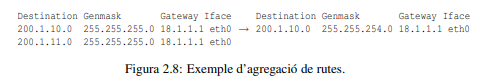 Destination Genmask Gateway Iface Destination Genmask Gateway Iface
200.1.10.0 255.255.255.0 18.1.1.1 eth0 → 200.1.10.0 255.255.254.0 18.1.1.1 eth0
200.1.11.0 255.255.255.0 18.1.1.1 eth0
Figure 2.8: Exemple d'agregació de rutes.